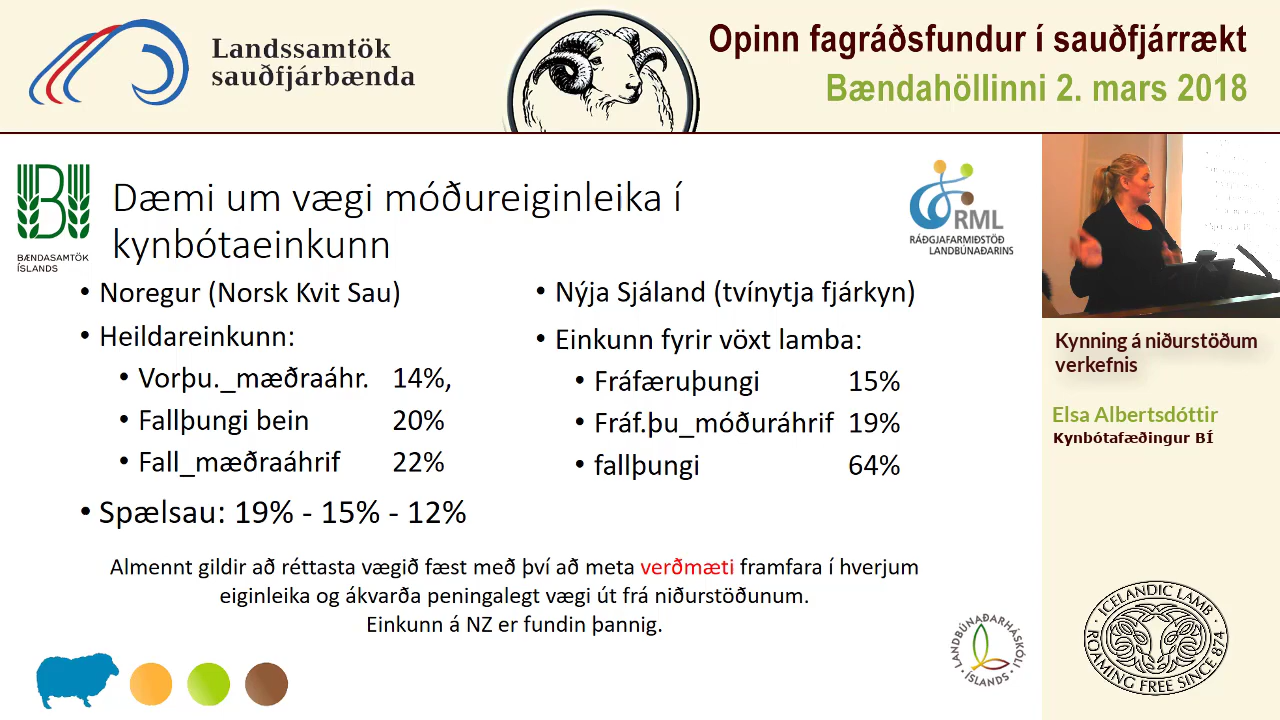 Landssamtök
sauðfjárbænda
Opinn fagráðsfundur í sauðfjárrækt
Bændahöllinni 2. mars 2018
BÆNDASAMTÖK
ÍSLANDS
Dæmi um vægi móðureiginleika í
kynbótaeinkunn
RML
RÁÐGJAFARMIÐSTÖÐ
LANDBÚNAÐARINS
• Noregur (Norsk Kvit Sau)
• Heildareinkunn:
• Vorþu._mæðraáhr. 14%,
• Fallþungi bein 20%
• Fall_mæðraáhrif 22%
• Spælsau: 19% - 15% - 12%
• Nýja Sjáland (tvínytja fjárkyn)
• Einkunn fyrir vöxt lamba:
• Fráfæruþungi 15%
• Fráf.þu_móðuráhrif 19%
• fallþungi 64%
Almennt gildir að réttasta vægið fæst með því að meta verðmæti framfara í hverjum
eiginleika og ákvarða peningalegt vægi út frá niðurstöðunum.
Einkunn á NZ er fundin þannig.
LANDBÚNAÐARHÁSKÓLI
ÍSLANDS
Kynning á niðurstöðum
verkefnis
Elsa Albertsdóttir
Kynbótafæðingur BÍ
ICELANDIC LAMB
ROAMING FREE SINCE 874